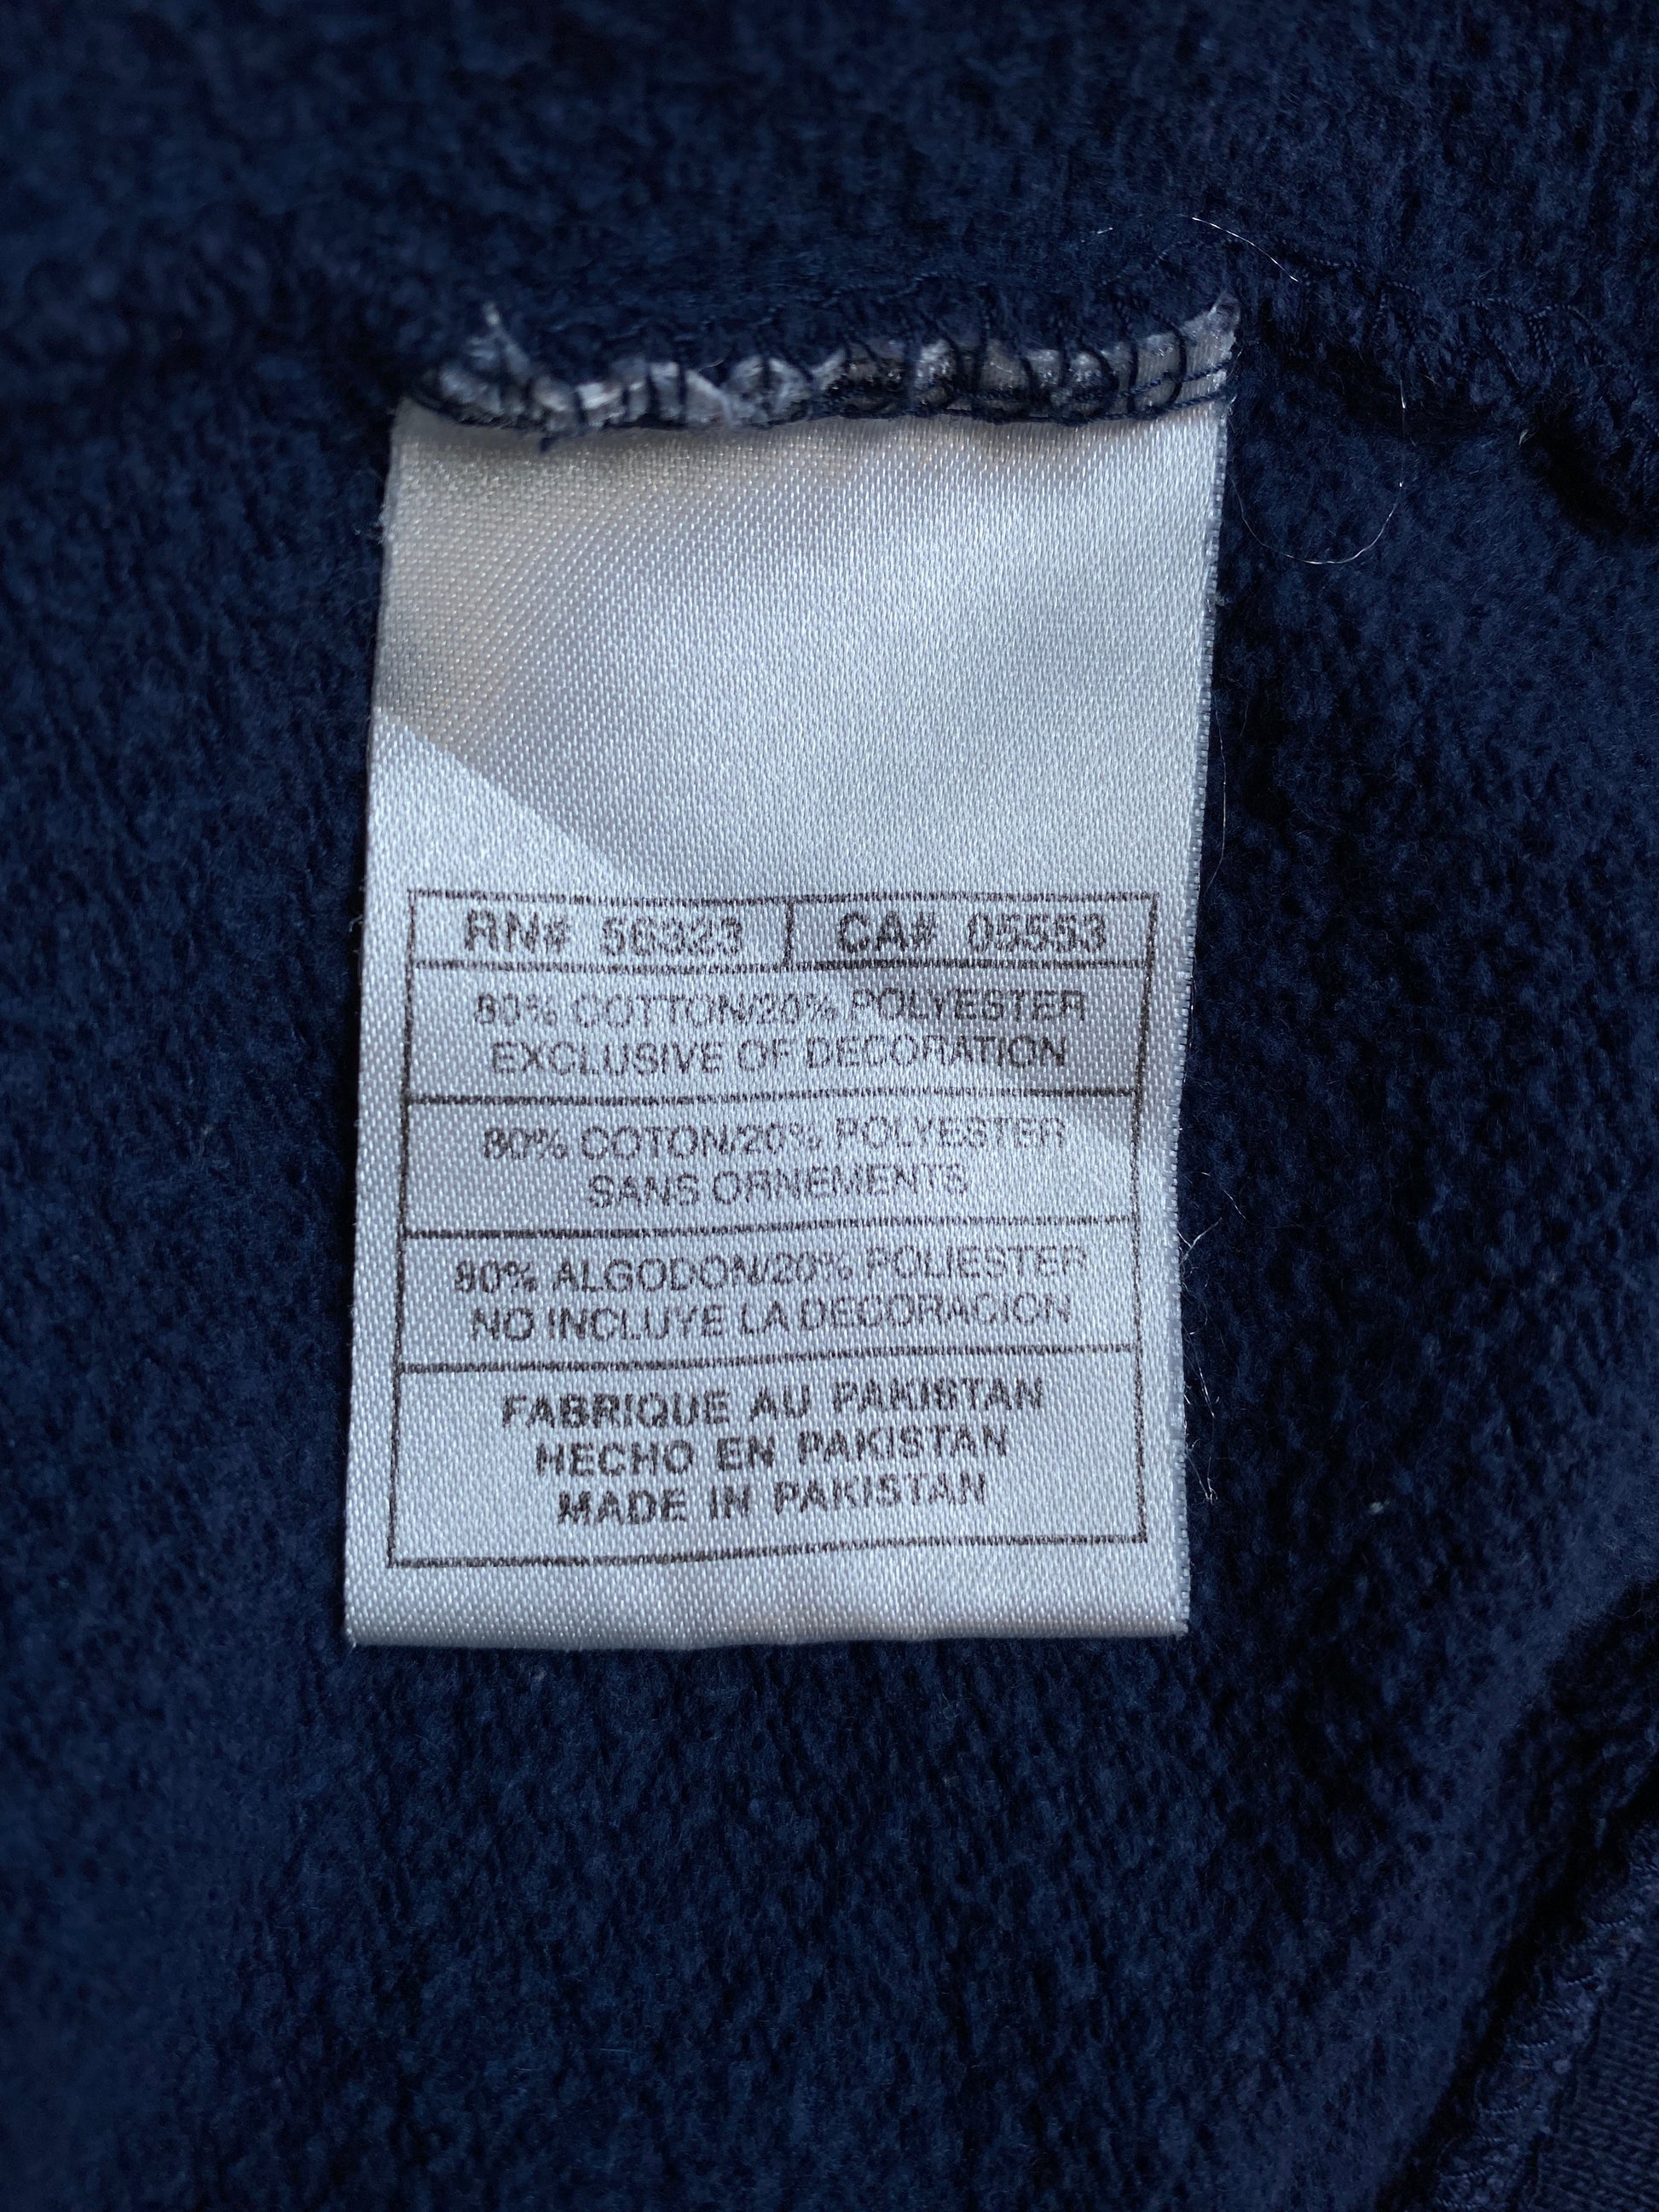 RN# 56323 CA# 05553
80% COTTON/20% POLYESTER
EXCLUSIVE OF DECORATION
80% COTON/20% POLYESTER
SANS ORNEMENTS
80% ALGODON/20% POLIESTER
NO INCLUYE LA DECORACION
FABRIQUE AU PAKISTAN
HECHO EN PAKISTAN
MADE IN PAKISTAN